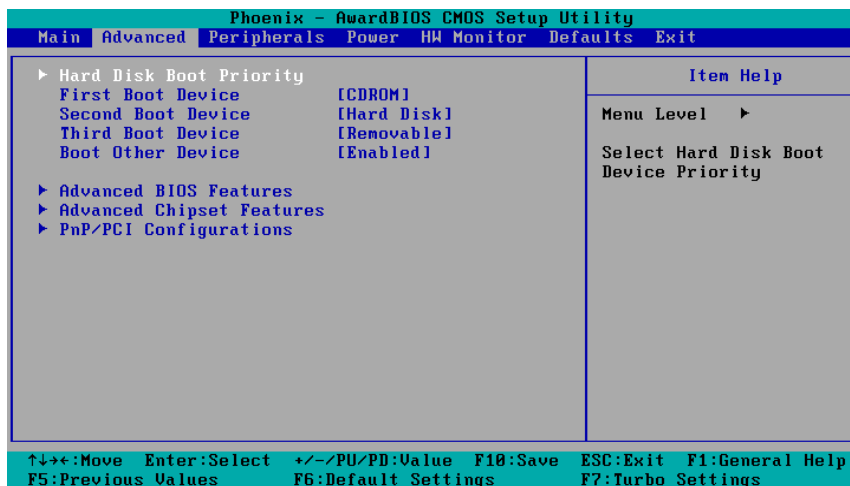 Phoenix - AwardBIOS CMOS Setup Utility
Main Advanced Peripherals Power HW Monitor Defaults Exit
▶ Hard Disk Boot Priority
First Boot Device [CDROM]
Second Boot Device [Hard Disk]
Third Boot Device [Removable]
Boot Other Device [Enabled]
▶ Advanced BIOS Features
▶ Advanced Chipset Features
▶ PnP/PCI Configurations
Item Help
Menu Level ▶
Select Hard Disk Boot
Device Priority
↑↓→←:Move Enter:Select +/-/PU/PD:Value F10:Save ESC:Exit F1:General Help
F5:Previous Values F6:Default Settings F7:Turbo Settings